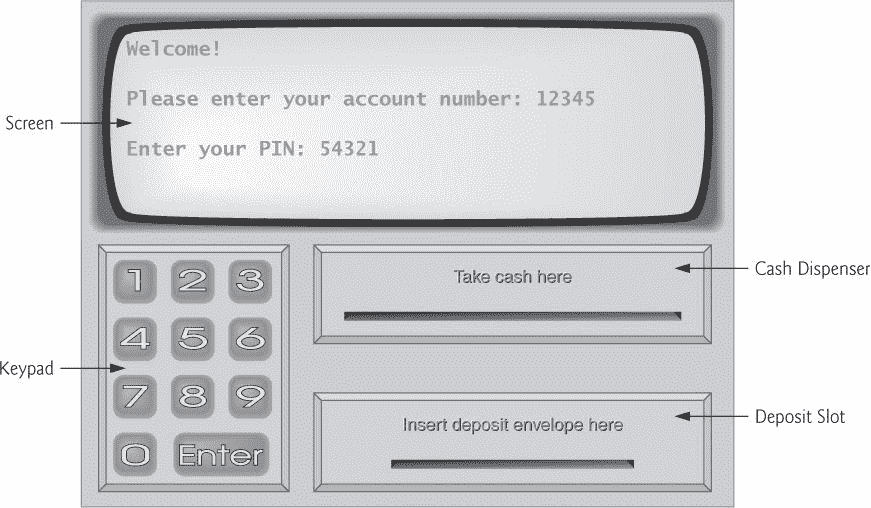 Welcome!
Please enter your account number: 12345
Screen
Enter your PIN: 54321
1 2 3
Take cash here
Cash Dispenser
4 5 6
Keypad
7 8 9
Insert deposit envelope here
Deposit Slot
0 Enter